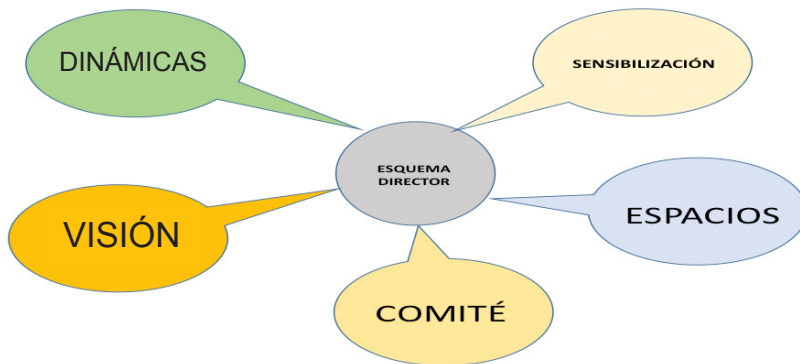 DINÁMICAS
SENSIBILIZACIÓN
ESQUEMA
DIRECTOR
VISIÓN
ESPACIOS
COMITÉ